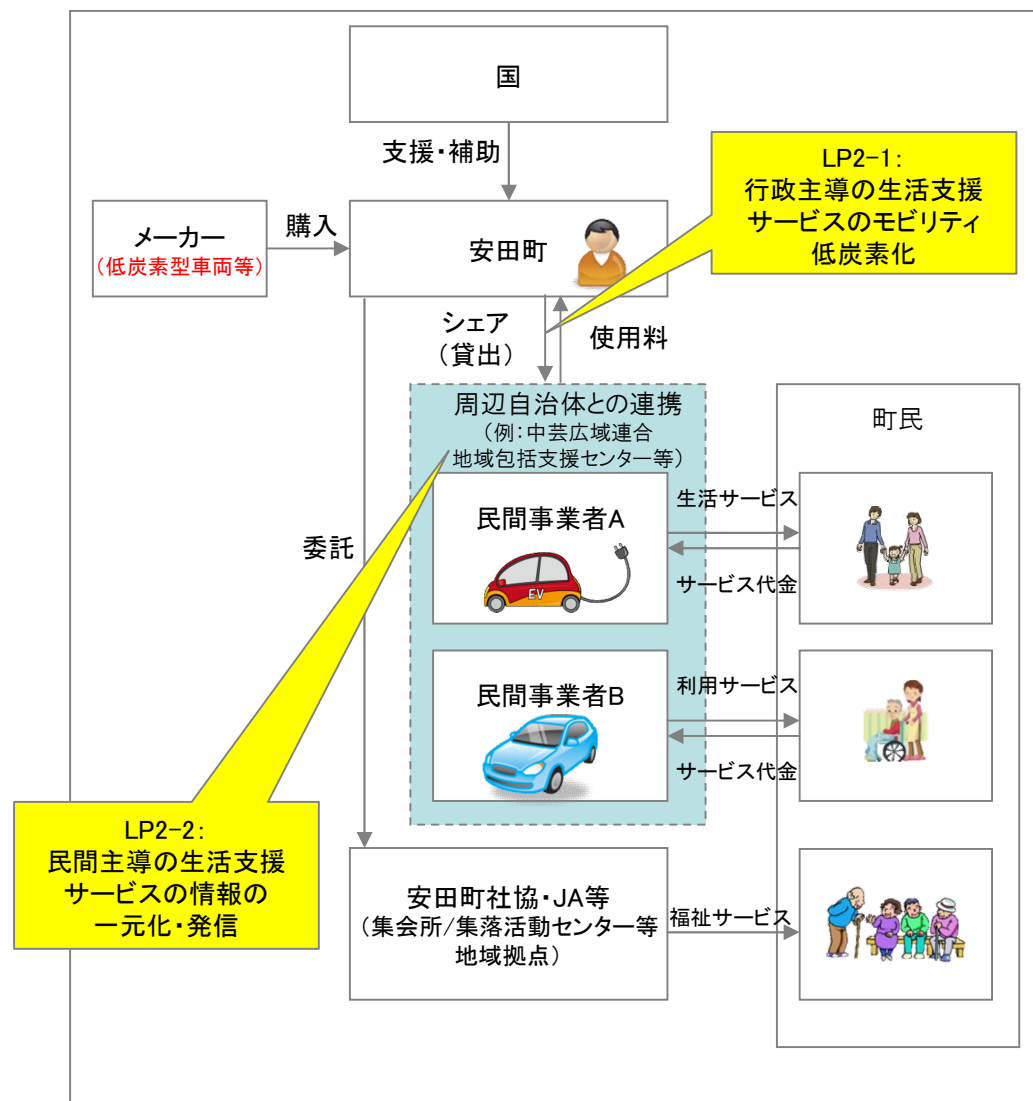 国
支援・補助
LP2-1：
行政主導の生活支援
サービスのモビリティ
低炭素化
メーカー
（低炭素型車両等）
購入
安田町
シェア
（貸出）
使用料
周辺自治体との連携
（例：中芸広域連合
地域包括支援センター等）
町民
委託
民間事業者A
EV
生活サービス
サービス代金
民間事業者B
利用サービス
サービス代金
LP2-2：
民間主導の生活支援
サービスの情報の
一元化・発信
安田町社協・JA等
（集会所/集落活動センター等
地域拠点）
福祉サービス